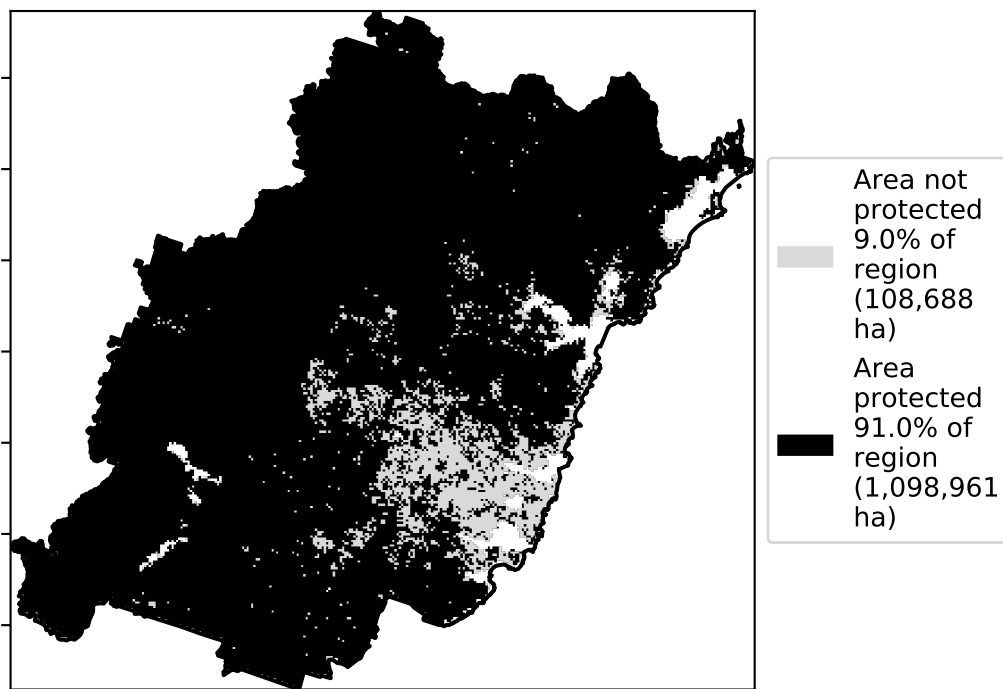 Area not
protected
9.0% of
region
(108,688
ha)
Area
protected
91.0% of
region
(1,098,961
ha)